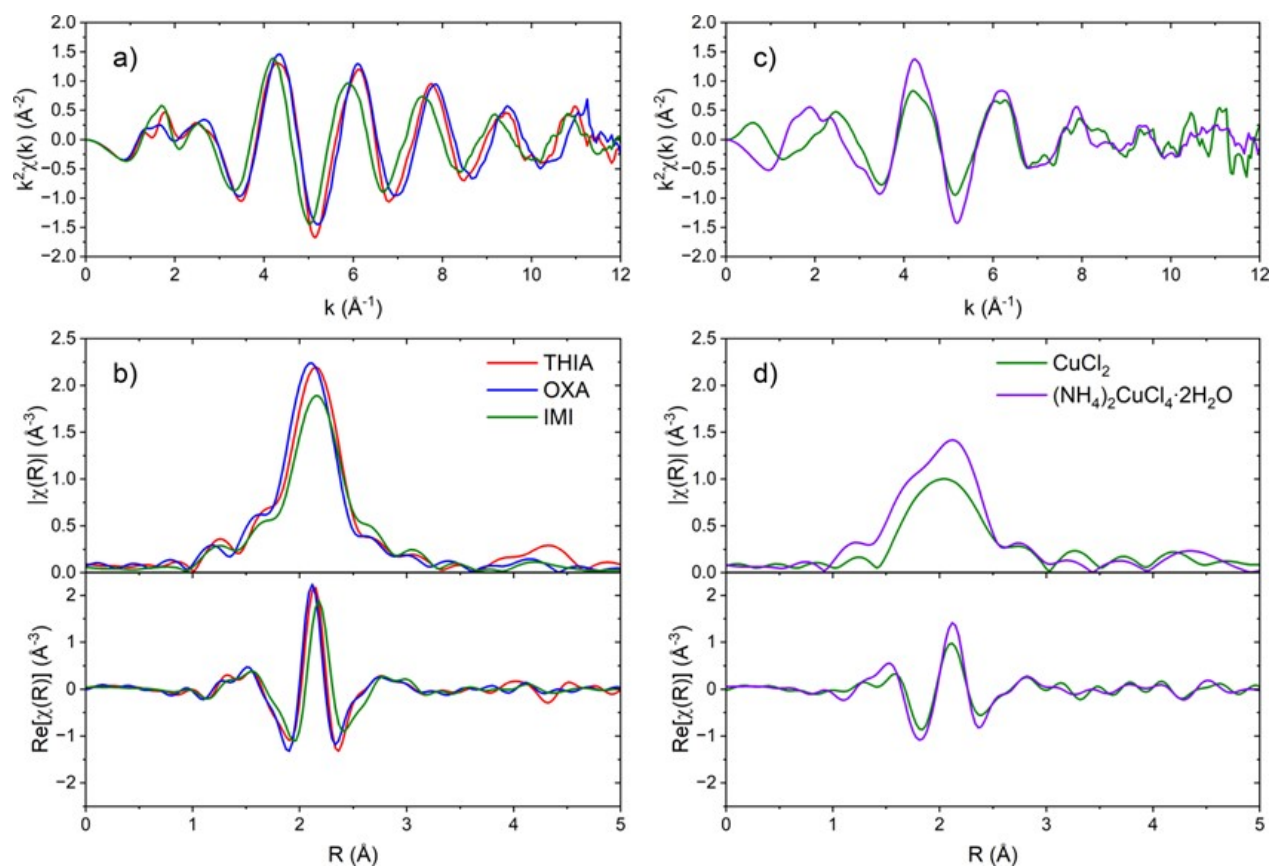 a)
k²χ(k) (Å⁻²)
2.0
1.5
1.0
0.5
0.0
−0.5
−1.0
−1.5
−2.0
0 2 4 6 8 10 12
k (Å⁻¹)
c)
k²χ(k) (Å⁻²)
2.0
1.5
1.0
0.5
0.0
−0.5
−1.0
−1.5
−2.0
0 2 4 6 8 10 12
k (Å⁻¹)
b)
THIA
OXA
IMI
|χ(R)| (Å⁻³)
2.5
2.0
1.5
1.0
0.5
0.0
Re[χ(R)] (Å⁻³)
2
1
0
−1
−2
0 1 2 3 4 5
R (Å)
d)
CuCl₂
(NH₄)₂CuCl₄·2H₂O
|χ(R)| (Å⁻³)
2.5
2.0
1.5
1.0
0.5
0.0
Re[χ(R)] (Å⁻³)
2
1
0
−1
−2
0 1 2 3 4 5
R (Å)